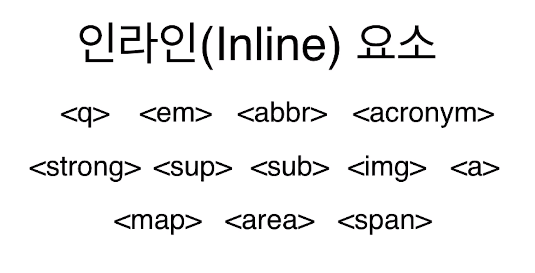 인라인(Inline) 요소
<q> <em> <abbr> <acronym>
<strong> <sup> <sub> <img> <a>
<map> <area> <span>